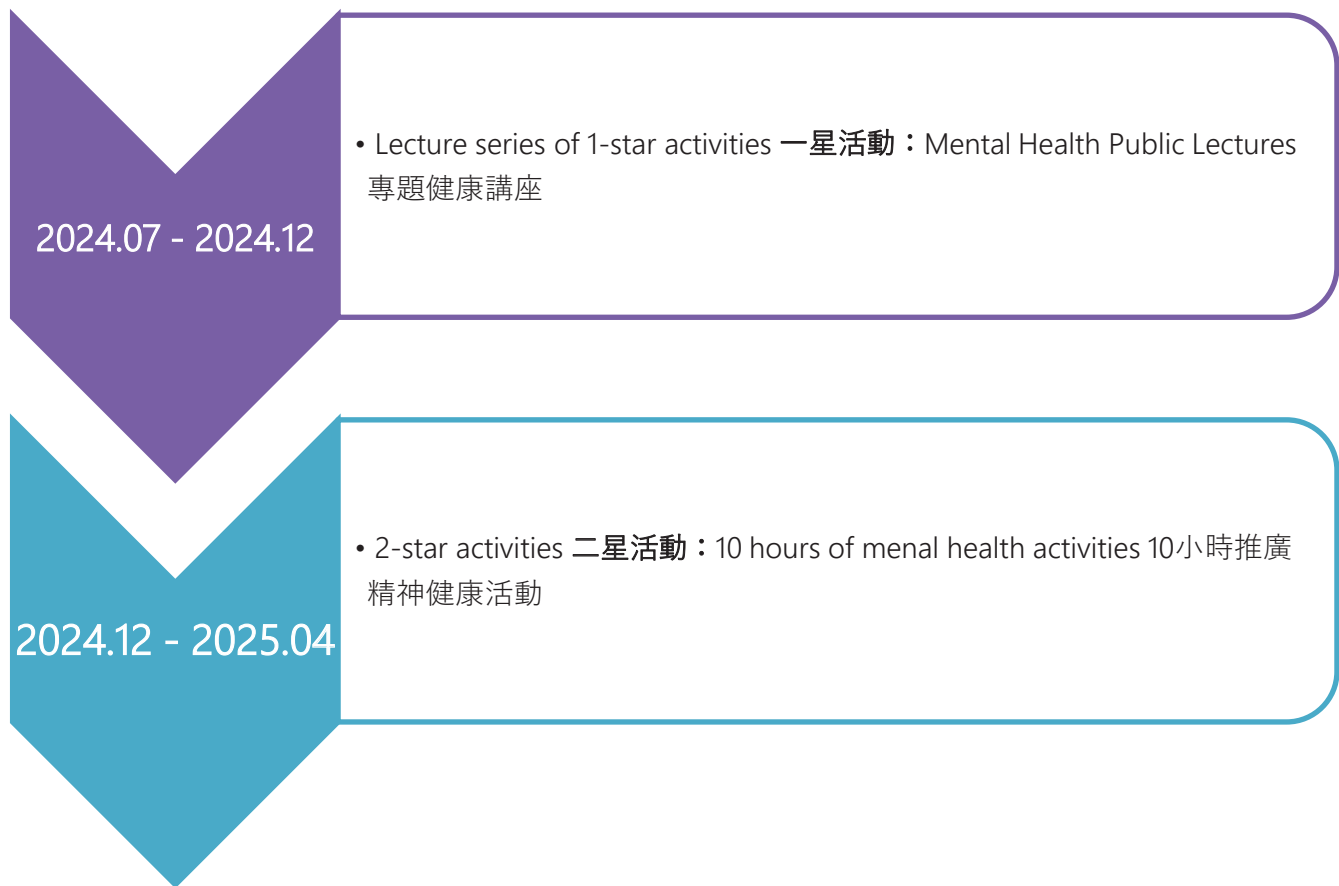 2024.07 - 2024.12
• Lecture series of 1-star activities 一星活動：Mental Health Public Lectures
專題健康講座
2024.12 - 2025.04
• 2-star activities 二星活動：10 hours of menal health activities 10小時推廣
精神健康活動